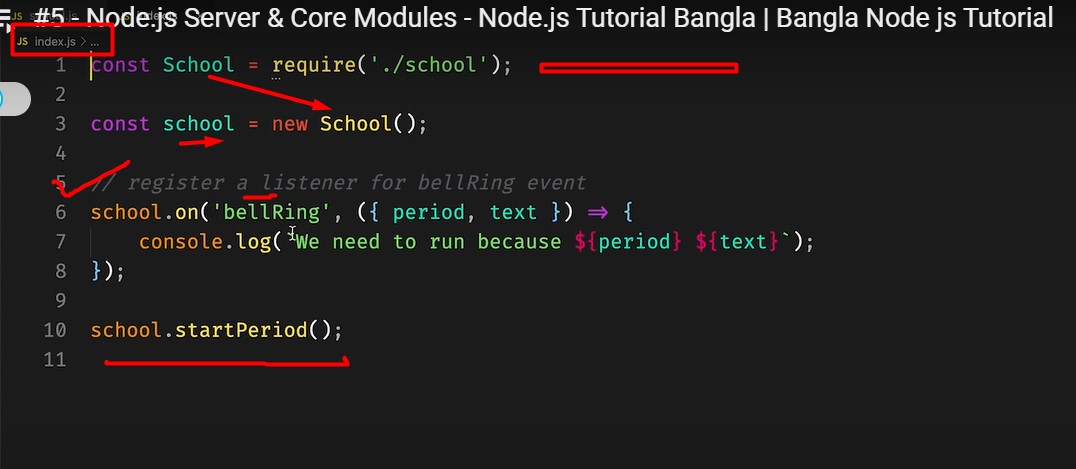 #5 - Node.js Server & Core Modules - Node.js Tutorial Bangla | Bangla Node js Tutorial
JS index.js > ...
1 const School = require('./school');
2
3 const school = new School();
4
5 // register a listener for bellRing event
6 school.on('bellRing', ({ period, text }) => {
7 console.log(`We need to run because ${period} ${text}`);
8 });
9
10 school.startPeriod();
11